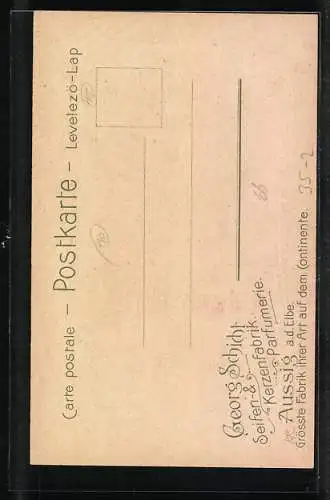 Carte postale – Postkarte – Levelezö-Lap
Georg Schicht
Seifen- &
Kerzenfabrik.
Parfumerie.
Aussig a.d. Elbe.
Grösste Fabrik ihrer Art auf dem Continente.
66
35-2